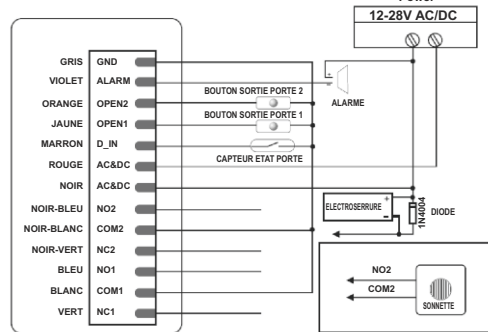 12-28V AC/DC
GRIS GND
VIOLET ALARM
ORANGE OPEN2
JAUNE OPEN1
MARRON D_IN
ROUGE AC&DC
NOIR AC&DC
NOIR-BLEU NO2
NOIR-BLANC COM2
NOIR-VERT NC2
BLEU NO1
BLANC COM1
VERT NC1
BOUTON SORTIE PORTE 2
BOUTON SORTIE PORTE 1
CAPTEUR ETAT PORTE
+
-
ALARME
ELECTROSERRURE
+
-
1N4004
DIODE
NO2
COM2
SONNETTE